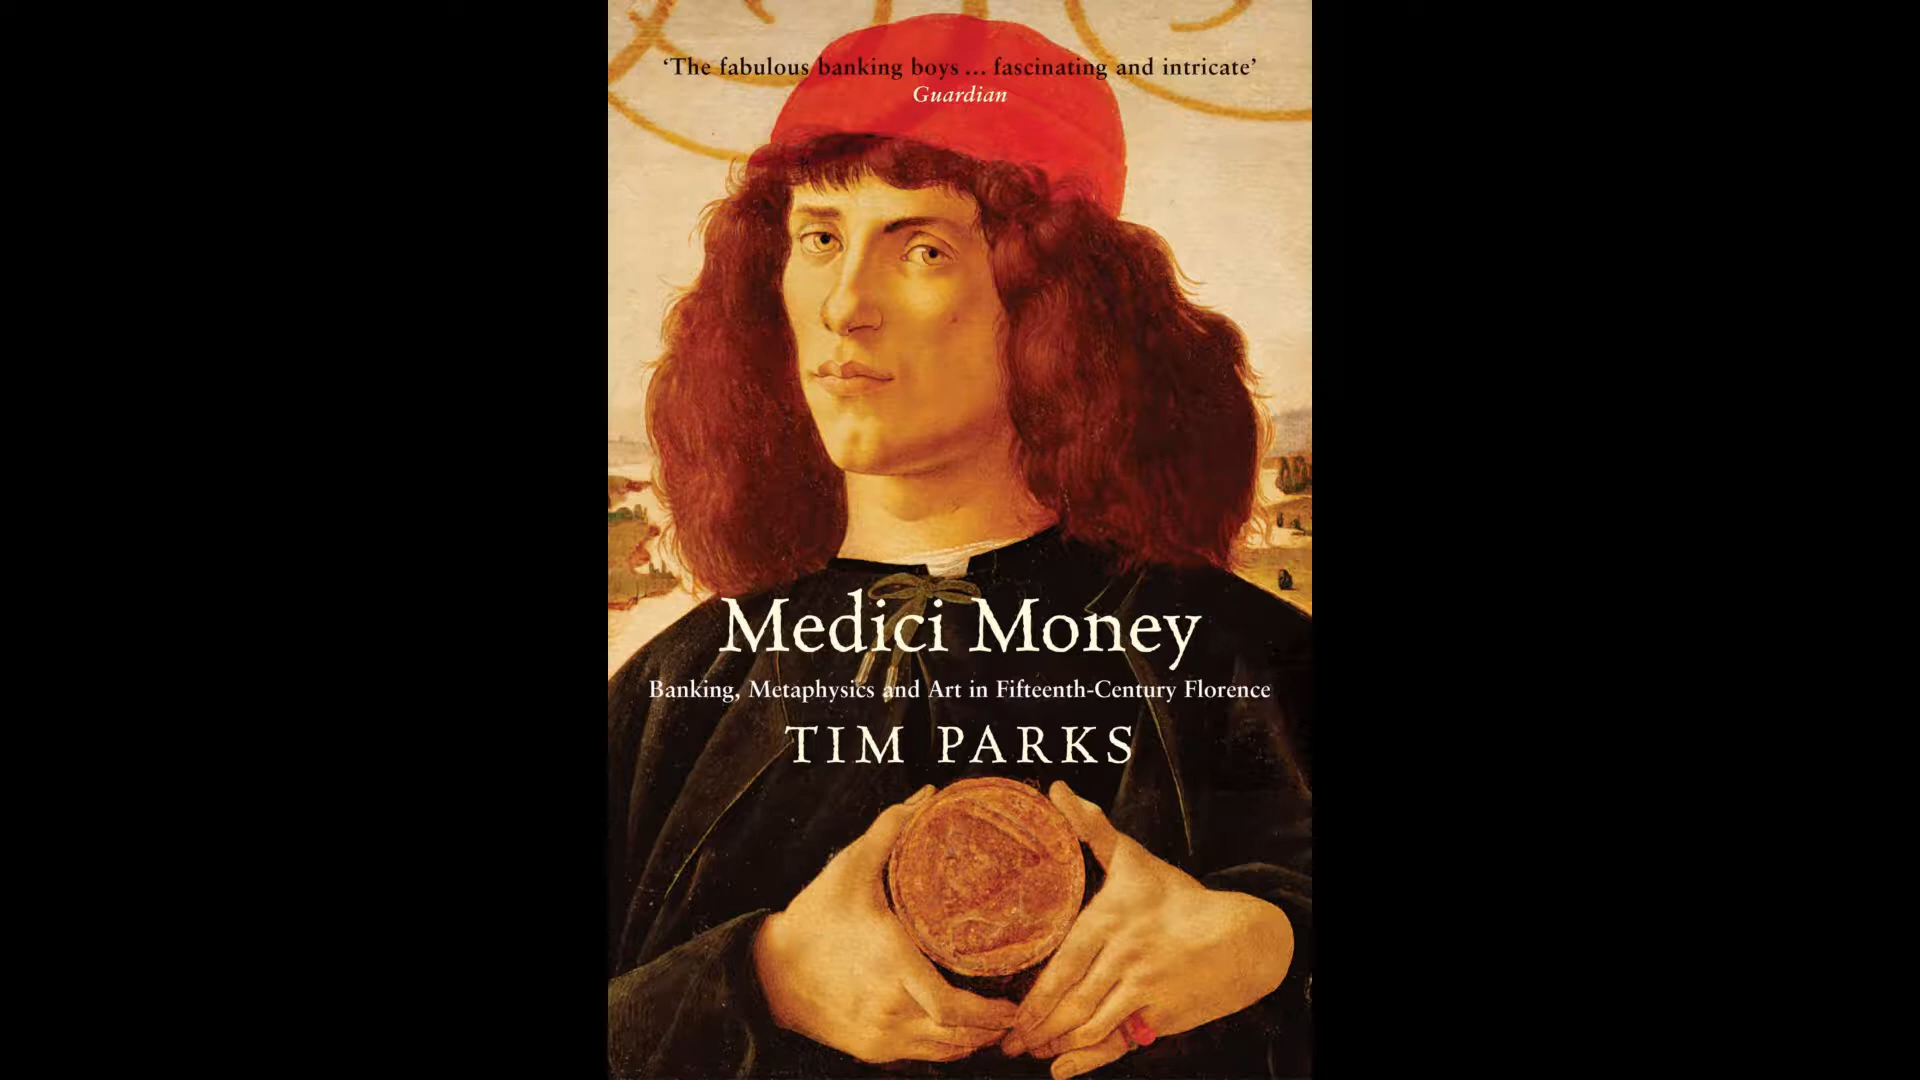 ‘The fabulous banking boys ... fascinating and intricate’
Guardian
Medici Money
Banking, Metaphysics and Art in Fifteenth-Century Florence
TIM PARKS